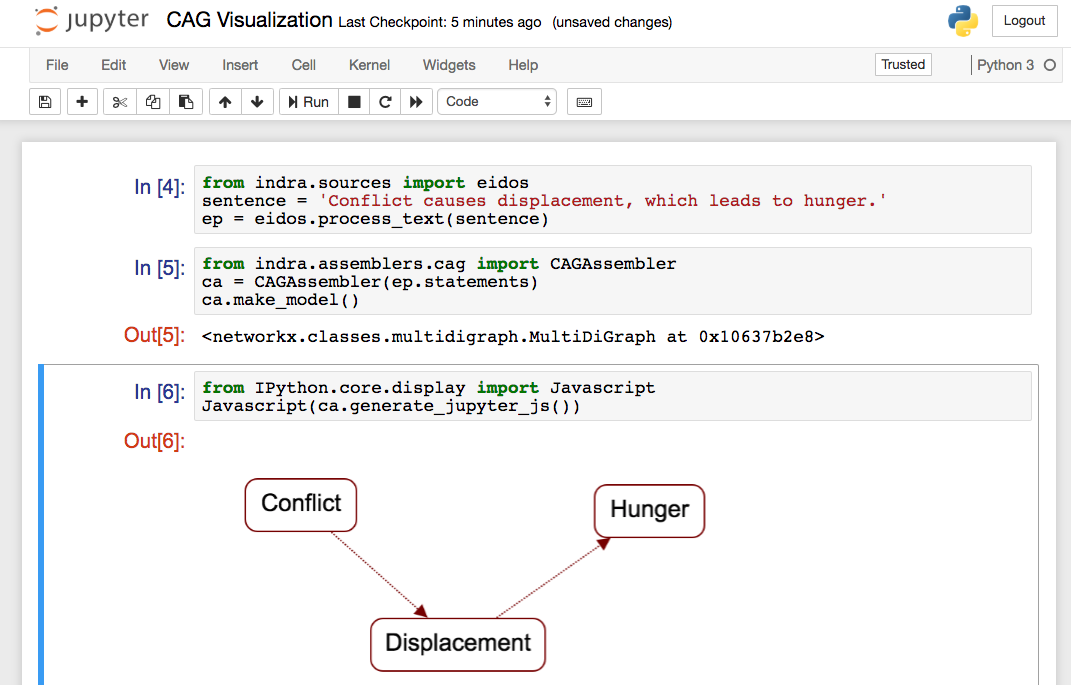 jupyter CAG Visualization Last Checkpoint: 5 minutes ago (unsaved changes)
Logout
File Edit View Insert Cell Kernel Widgets Help
Trusted
Python 3
Run
Code
In [4]:
from indra.sources import eidos
sentence = 'Conflict causes displacement, which leads to hunger.'
ep = eidos.process_text(sentence)
In [5]:
from indra.assemblers.cag import CAGAssembler
ca = CAGAssembler(ep.statements)
ca.make_model()
Out[5]:
<networkx.classes.multidigraph.MultiDiGraph at 0x10637b2e8>
In [6]:
from IPython.core.display import Javascript
Javascript(ca.generate_jupyter_js())
Out[6]:
Conflict
Hunger
Displacement